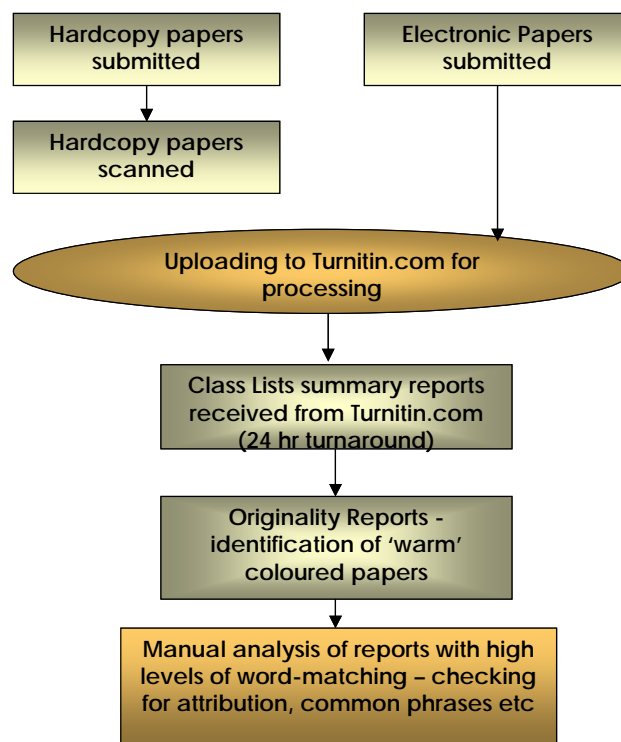 Hardcopy papers
submitted
Electronic Papers
submitted
Hardcopy papers
scanned
Uploading to Turnitin.com for
processing
Class Lists summary reports
received from Turnitin.com
(24 hr turnaround)
Originality Reports -
identification of ‘warm’
coloured papers
Manual analysis of reports with high
levels of word-matching – checking
for attribution, common phrases etc